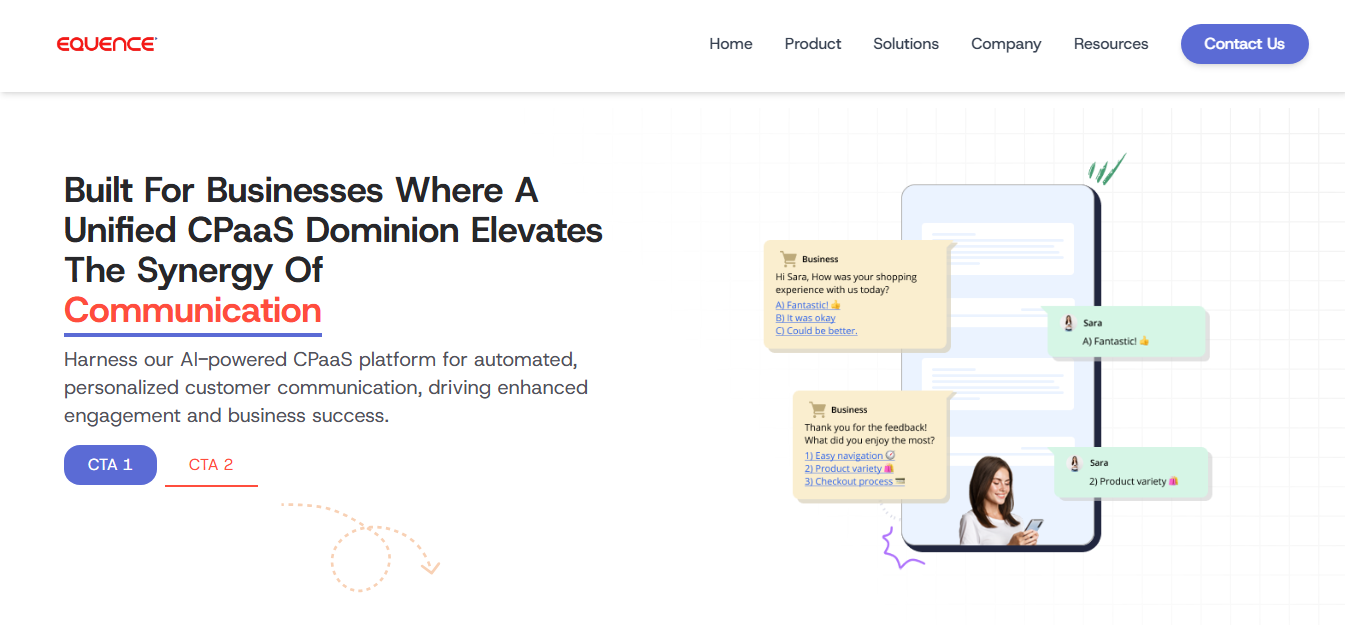 EQUENCE
Home Product Solutions Company Resources Contact Us
Built For Businesses Where A
Unified CPaaS Dominion Elevates
The Synergy Of
Communication
Harness our AI-powered CPaaS platform for automated,
personalized customer communication, driving enhanced
engagement and business success.
CTA 1 CTA 2
Business
Hi Sara, How was your shopping
experience with us today?
A) Fantastic! 👍
B) It was okay
C) Could be better.
Sara
A) Fantastic! 👍
Business
Thank you for the feedback!
What did you enjoy the most?
1) Easy navigation 🧭
2) Product variety 🛍️
3) Checkout process 💳
Sara
2) Product variety 🛍️